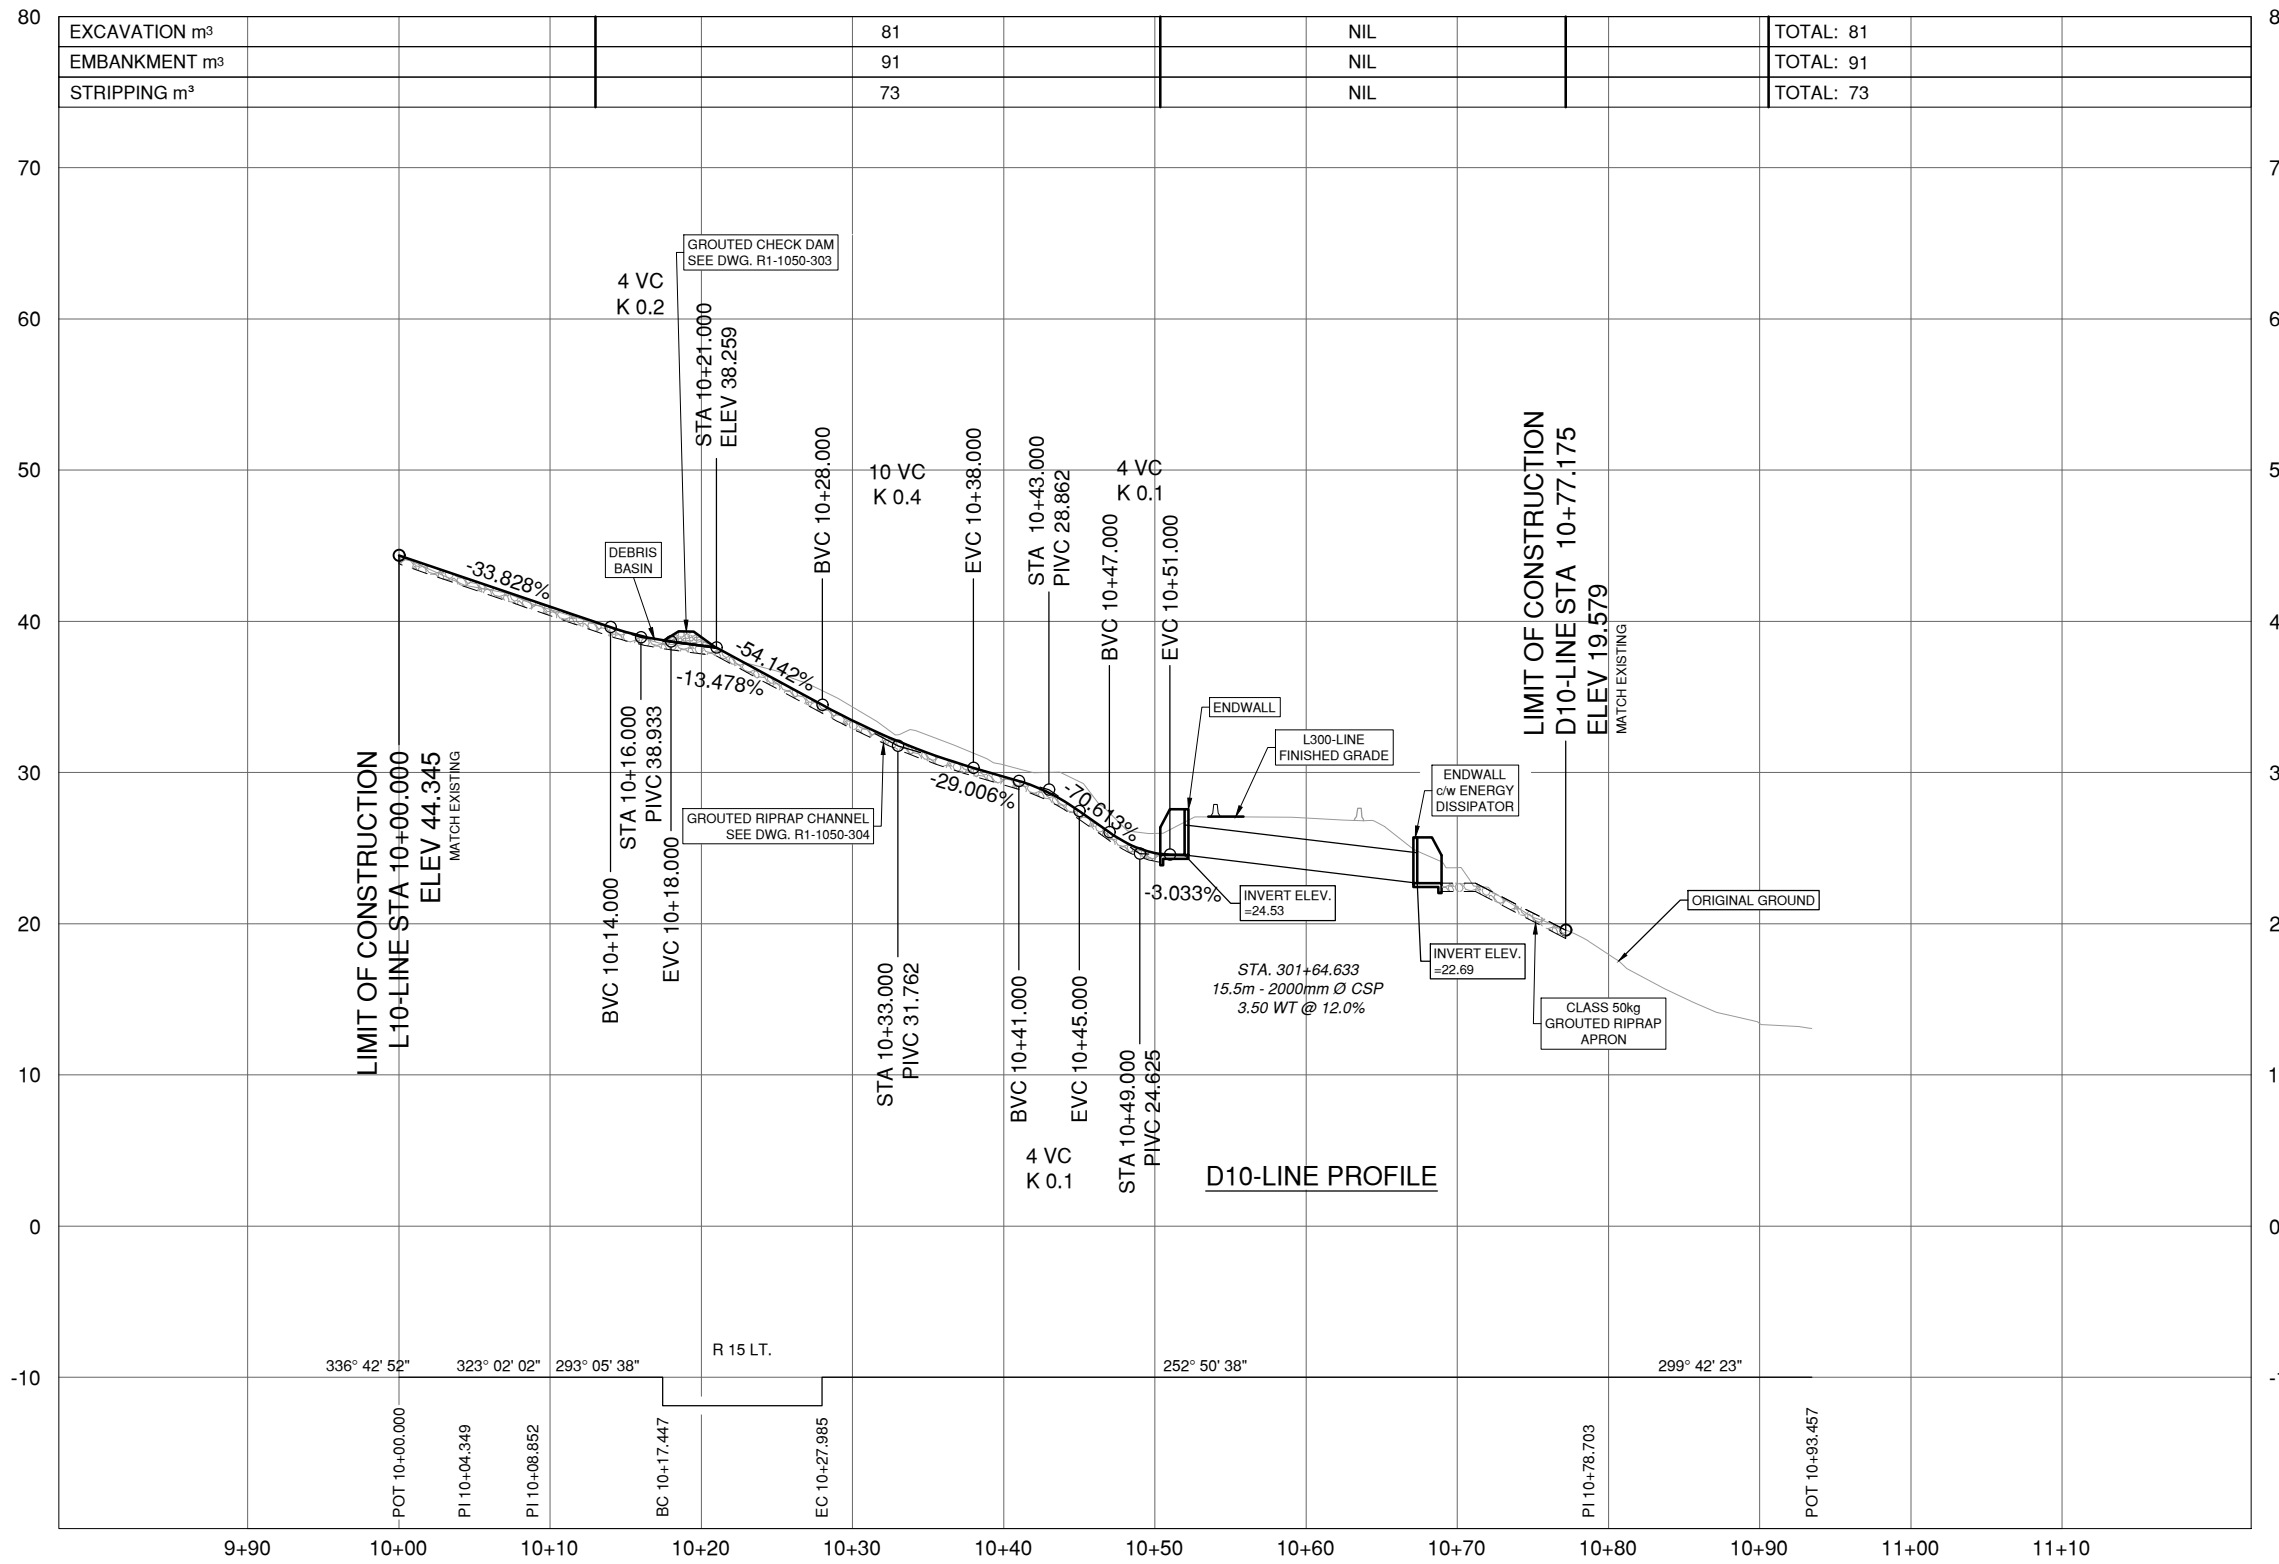 80
EXCAVATION m³ 81 NIL TOTAL: 81
8
EMBANKMENT m³ 91 NIL TOTAL: 91
STRIPPING m³ 73 NIL TOTAL: 73
70
7
GROUTED CHECK DAM
SEE DWG. R1-1050-303
4 VC
K 0.2
60
6
STA 10+21.000
ELEV 38.259
BVC 10+28.000
10 VC
K 0.4
EVC 10+38.000
STA 10+43.000
PIVC 28.862
4 VC
K 0.1
BVC 10+47.000
EVC 10+51.000
LIMIT OF CONSTRUCTION
D10-LINE STA 10+77.175
ELEV 19.579
MATCH EXISTING
50
5
DEBRIS
BASIN
-33.828%
40
4
-54.142%
-13.478%
ENDWALL
L300-LINE
FINISHED GRADE
ENDWALL
c/w ENERGY
DISSIPATOR
30
3
-29.006%
-70.613%
GROUTED RIPRAP CHANNEL
SEE DWG. R1-1050-304
LIMIT OF CONSTRUCTION
L10-LINE STA 10+00.000
ELEV 44.345
MATCH EXISTING
BVC 10+14.000
STA 10+16.000
PIVC 38.933
EVC 10+18.000
-3.033%
INVERT ELEV.
=24.53
ORIGINAL GROUND
20
2
INVERT ELEV.
=22.69
STA. 301+64.633
15.5m - 2000mm Ø CSP
3.50 WT @ 12.0%
CLASS 50kg
GROUTED RIPRAP
APRON
STA 10+33.000
PIVC 31.762
BVC 10+41.000
EVC 10+45.000
STA 10+49.000
PIVC 24.625
10
1
4 VC
K 0.1
D10-LINE PROFILE
0
0
R 15 LT.
336° 42' 52" 323° 02' 02" 293° 05' 38" 252° 50' 38" 299° 42' 23"
-10
-1
POT 10+00.000
PI 10+04.349
PI 10+08.852
BC 10+17.447
EC 10+27.985
PI 10+78.703
POT 10+93.457
9+90 10+00 10+10 10+20 10+30 10+40 10+50 10+60 10+70 10+80 10+90 11+00 11+10